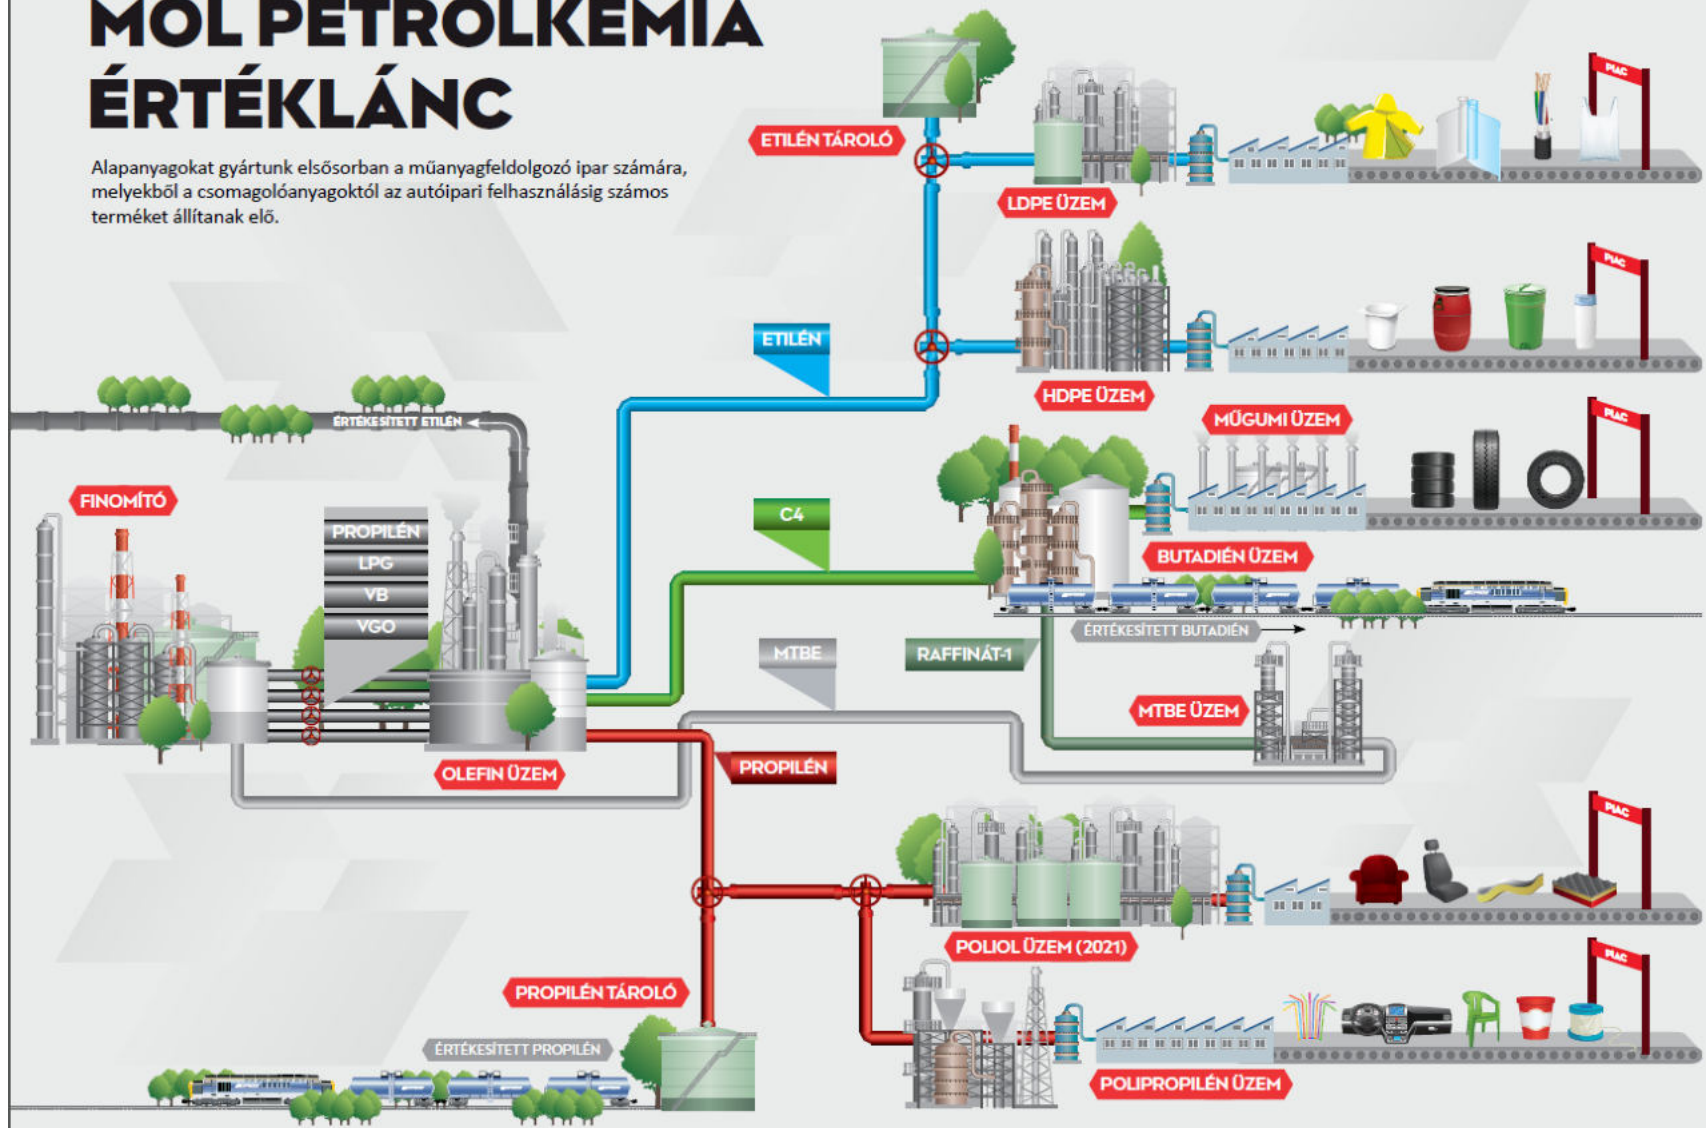 MOL PETROLKÉMIA
ÉRTÉKLÁNC
Alapanyagokat gyártunk elsősorban a műanyagfeldolgozó ipar számára,
melyekből a csomagolóanyagoktól az autóipari felhasználásig számos
terméket állítanak elő.
ETILÉN TÁROLÓ
PIAC
LDPE ÜZEM
PIAC
ETILÉN
HDPE ÜZEM
MŰGUMI ÜZEM
PIAC
ÉRTÉKESÍTETT ETILÉN
FINOMÍTÓ
PROPILÉN
LPG
VB
VGO
C4
BUTADIÉN ÜZEM
ÉRTÉKESÍTETT BUTADIÉN
MTBE
RAFFINÁT-1
MTBE ÜZEM
OLEFIN ÜZEM
PROPILÉN
PIAC
POLIOL ÜZEM (2021)
PIAC
PROPILÉN TÁROLÓ
ÉRTÉKESÍTETT PROPILÉN
POLIPROPILÉN ÜZEM